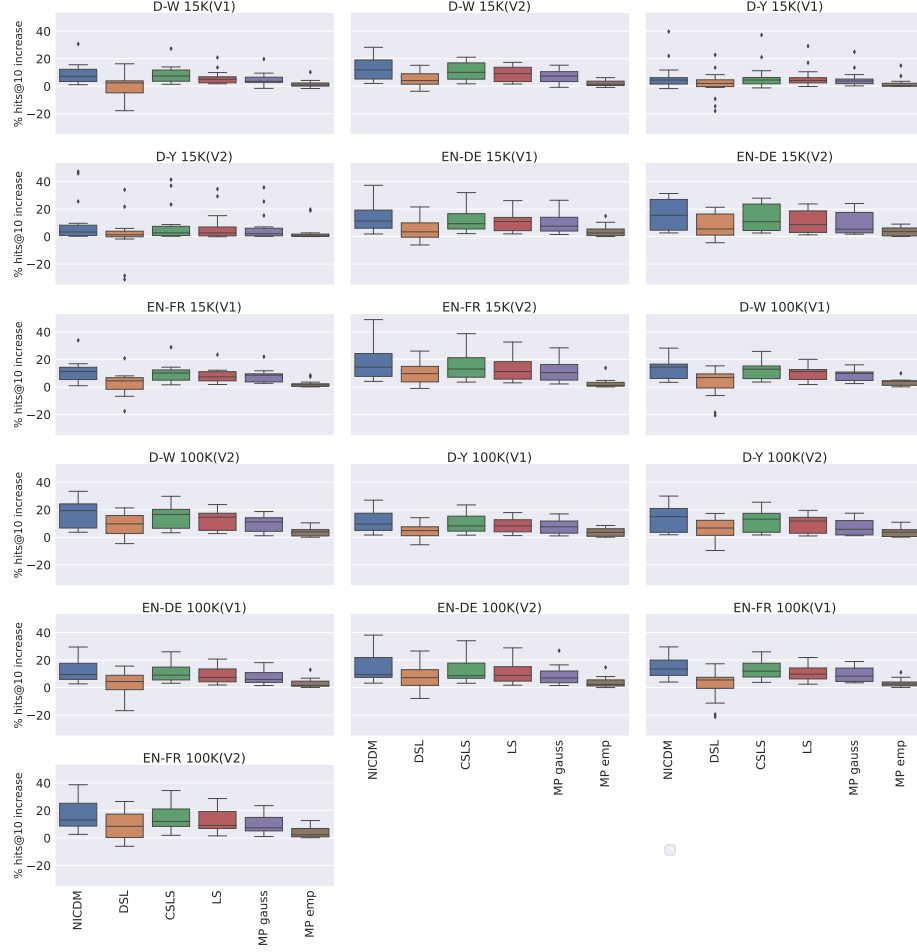 D-W 15K(V1)
D-W 15K(V2)
D-Y 15K(V1)
% hits@10 increase
40
20
0
−20
D-Y 15K(V2)
EN-DE 15K(V1)
EN-DE 15K(V2)
% hits@10 increase
40
20
0
−20
EN-FR 15K(V1)
EN-FR 15K(V2)
D-W 100K(V1)
% hits@10 increase
40
20
0
−20
D-W 100K(V2)
D-Y 100K(V1)
D-Y 100K(V2)
% hits@10 increase
40
20
0
−20
EN-DE 100K(V1)
EN-DE 100K(V2)
EN-FR 100K(V1)
% hits@10 increase
40
20
0
−20
NICDM
DSL
CSLS
LS
MP gauss
MP emp
NICDM
DSL
CSLS
LS
MP gauss
MP emp
EN-FR 100K(V2)
% hits@10 increase
40
20
0
−20
NICDM
DSL
CSLS
LS
MP gauss
MP emp